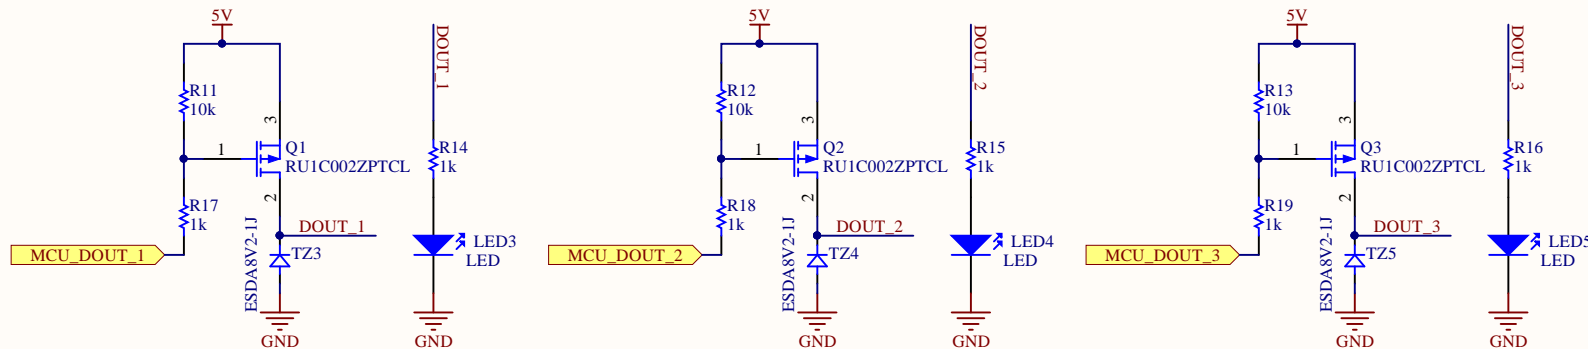 5V
DOUT_1
R11
10k
3
1
Q1
RU1C002ZPTCL
R14
1k
R17
1k
2
DOUT_1
MCU_DOUT_1
ESDA8V2-1J
TZ3
LED3
LED
GND
GND
5V
DOUT_2
R12
10k
3
1
Q2
RU1C002ZPTCL
R15
1k
R18
1k
2
DOUT_2
MCU_DOUT_2
ESDA8V2-1J
TZ4
LED4
LED
GND
GND
5V
DOUT_3
R13
10k
3
1
Q3
RU1C002ZPTCL
R16
1k
R19
1k
2
DOUT_3
MCU_DOUT_3
ESDA8V2-1J
TZ5
LED5
LED
GND
GND